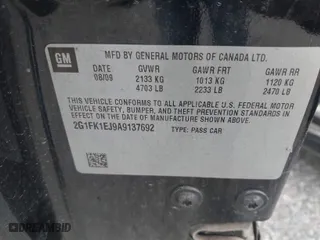 GM
MFD BY GENERAL MOTORS OF CANADA LTD.
DATE GVWR GAWR FRT GAWR RR
08/09 2133 KG 1013 KG 1120 KG
4703 LB 2233 LB 2470 LB
THIS VEHICLE CONFORMS TO ALL APPLICABLE U.S. FEDERAL MOTOR
VEHICLE SAFETY, BUMPER, AND THEFT PREVENTION STANDARDS IN
EFFECT ON THE DATE OF MANUFACTURE SHOWN ABOVE.
2G1FK1EJ9A9137692 TYPE: PASS CAR